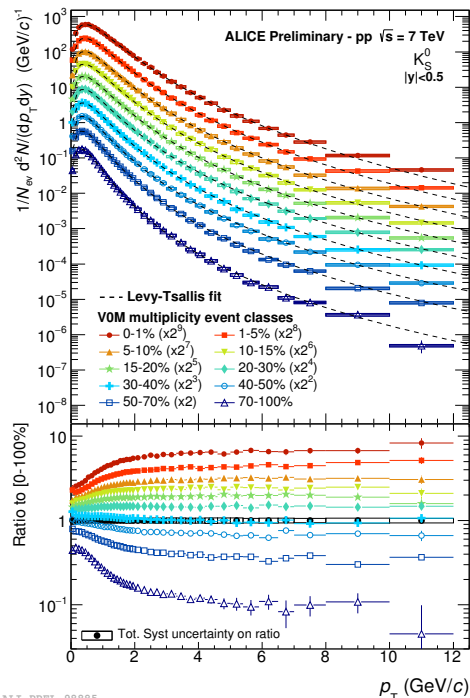 ALICE Preliminary - pp √s = 7 TeV
K⁰S
|y|<0.5
1/Nev d²N/(dpTdy) (GeV/c)⁻¹
10³
10²
10
1
10⁻¹
10⁻²
10⁻³
10⁻⁴
10⁻⁵
10⁻⁶
10⁻⁷
10⁻⁸
---- Levy-Tsallis fit
V0M multiplicity event classes
0-1% (x2⁹) 1-5% (x2⁸)
5-10% (x2⁷) 10-15% (x2⁶)
15-20% (x2⁵) 20-30% (x2⁴)
30-40% (x2³) 40-50% (x2²)
50-70% (x2) 70-100%
Ratio to [0-100%]
10
1
10⁻¹
Tot. Syst uncertainty on ratio
0 2 4 6 8 10 12
pT (GeV/c)